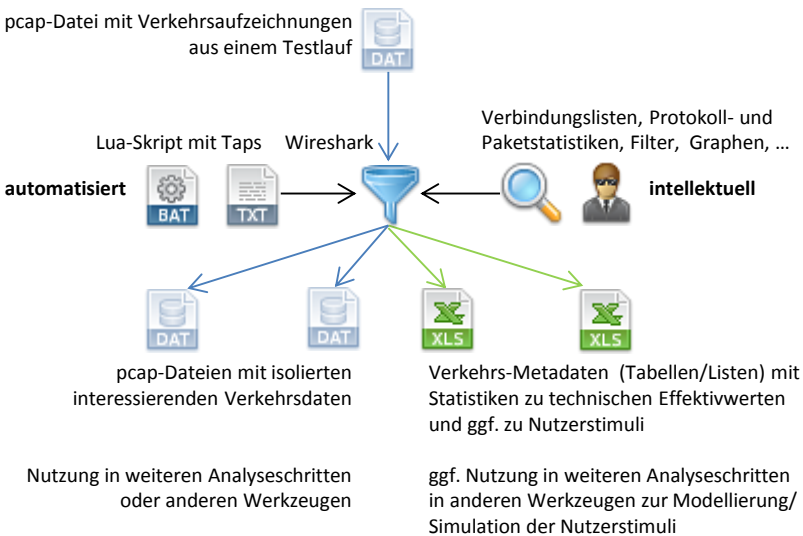 pcap-Datei mit Verkehrsaufzeichnungen
aus einem Testlauf
DAT
Verbindungslisten, Protokoll- und
Paketstatistiken, Filter, Graphen, ...
Lua-Skript mit Taps
Wireshark
automatisiert
BAT
TXT
intellektuell
DAT
DAT
XLS
XLS
pcap-Dateien mit isolierten
interessierenden Verkehrsdaten
Verkehrs-Metadaten (Tabellen/Listen) mit
Statistiken zu technischen Effektivwerten
und ggf. zu Nutzerstimuli
Nutzung in weiteren Analyseschritten
oder anderen Werkzeugen
ggf. Nutzung in weiteren Analyseschritten
in anderen Werkzeugen zur Modellierung/
Simulation der Nutzerstimuli